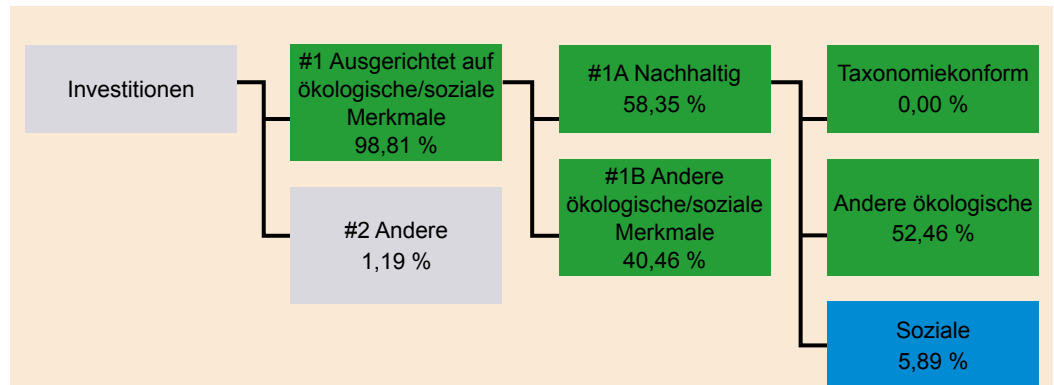 Investitionen
#1 Ausgerichtet auf
ökologische/soziale
Merkmale
98,81 %
#2 Andere
1,19 %
#1A Nachhaltig
58,35 %
#1B Andere
ökologische/soziale
Merkmale
40,46 %
Taxonomiekonform
0,00 %
Andere ökologische
52,46 %
Soziale
5,89 %